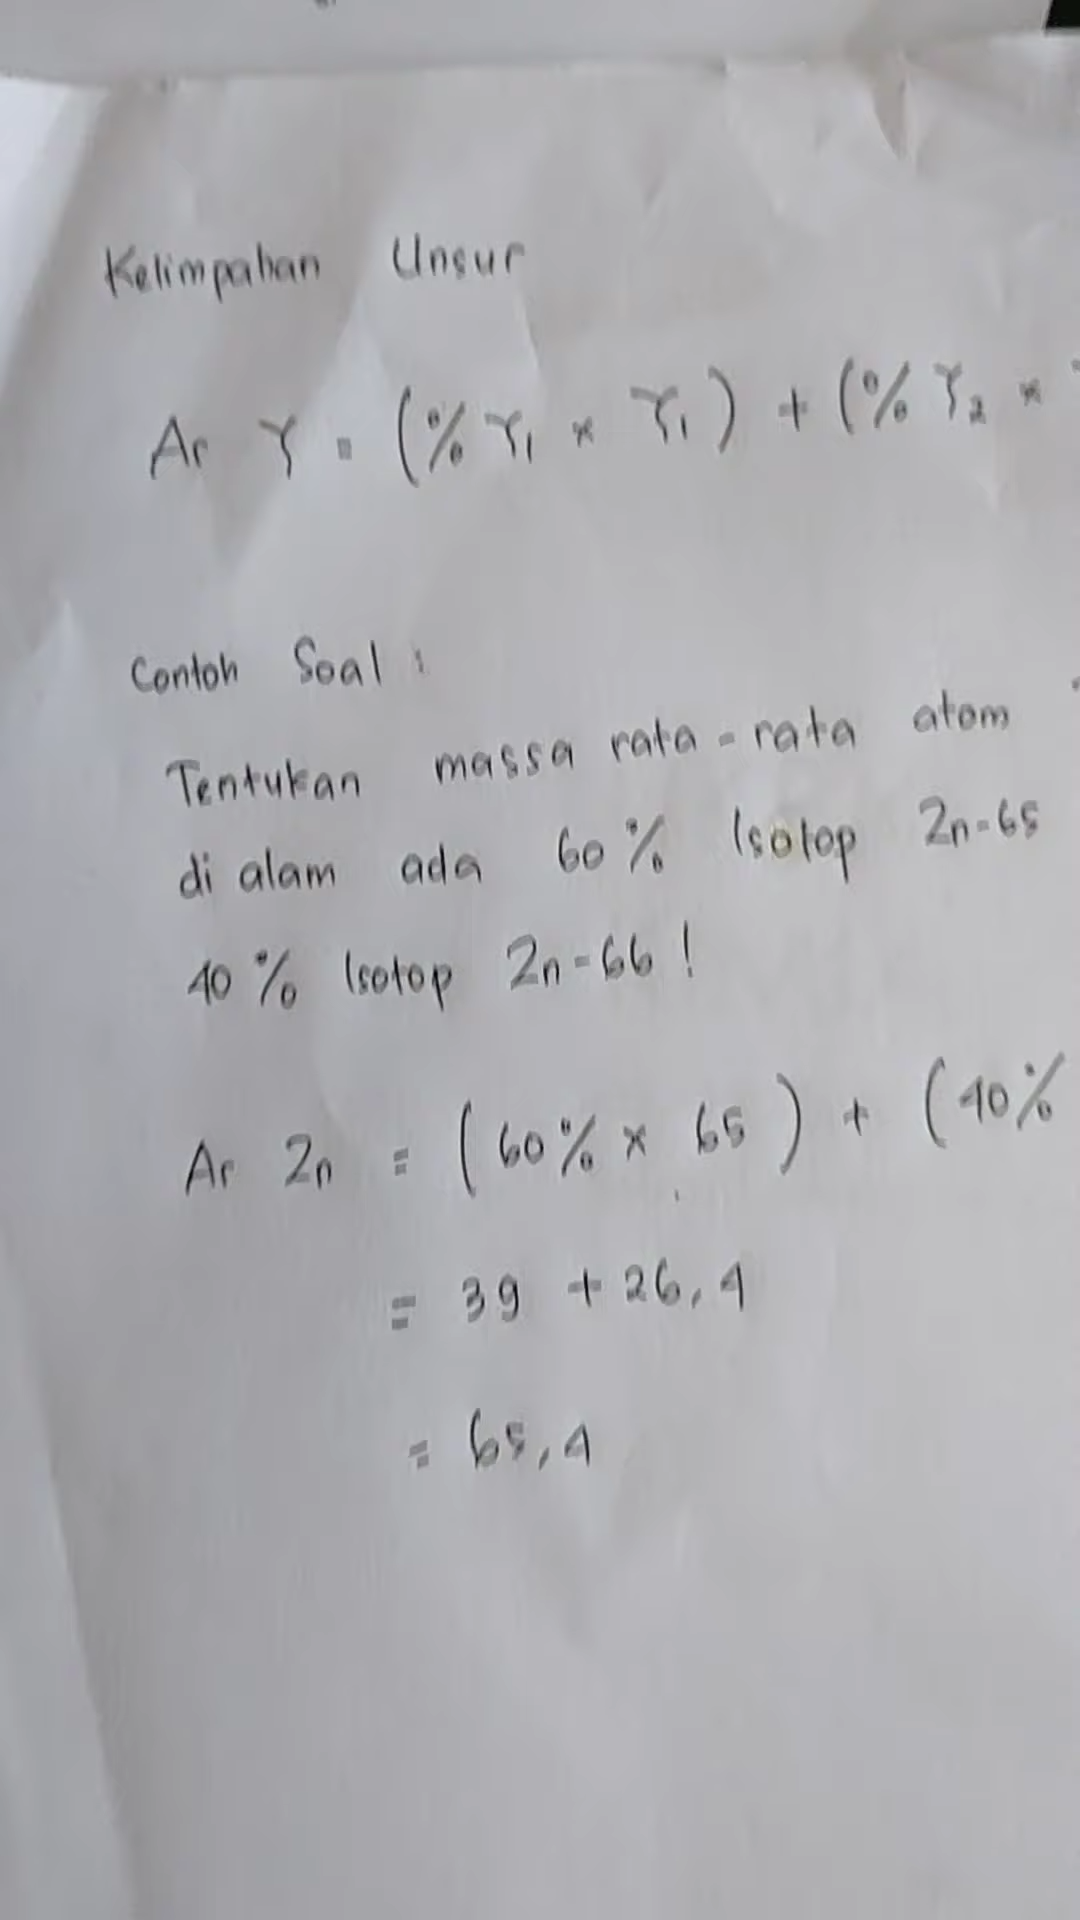 Kelimpahan Unsur
Ar Y = (% Y₁ × Y₁) + (% Y₂ ×
Contoh Soal :
Tentukan massa rata-rata atom
di alam ada 60% Isotop Zn-65
40% Isotop Zn-66 !
Ar Zn = (60% × 65) + (40%
= 39 + 26,4
= 65,4